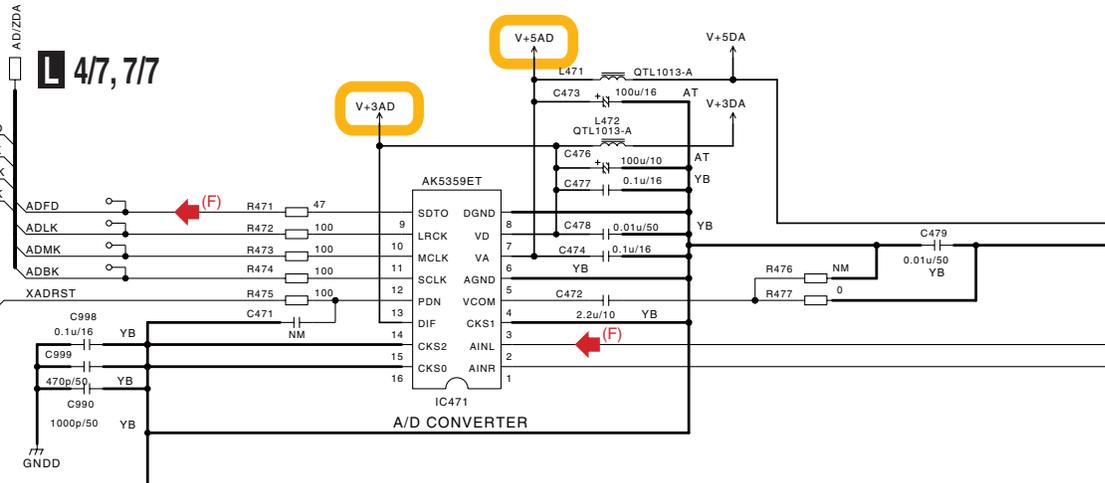 AD/ZDA
L 4/7, 7/7
V+5AD
V+5DA
L471
QTL1013-A
C473
100u/16
AT
V+3AD
V+3DA
L472
QTL1013-A
C476
100u/10
AT
C477
0.1u/16
YB
AK5359ET
ADFD
(F)
R471
47
SDTO
DGND
9
8
ADLK
R472
100
LRCK
VD
C478
0.01u/50
YB
10
7
ADMK
R473
100
MCLK
VA
C474
0.1u/16
11
6
ADBK
R474
100
SCLK
AGND
YB
12
5
XADRST
R475
100
PDN
VCOM
C472
2.2u/10
YB
13
4
C471
NM
DIF
CKS1
14
3
C479
0.01u/50
YB
R476
NM
R477
0
C998
0.1u/16
YB
CKS2
AINL
(F)
15
2
C999
470p/50
YB
CKS0
AINR
16
1
C990
1000p/50
YB
IC471
A/D CONVERTER
GNDD